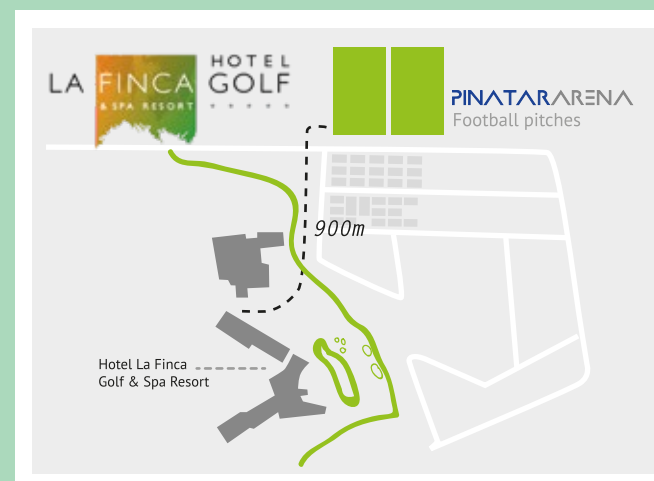 LA FINCA
& SPA RESORT
HOTEL
GOLF
PINATARARENA
Football pitches
900m
Hotel La Finca
Golf & Spa Resort